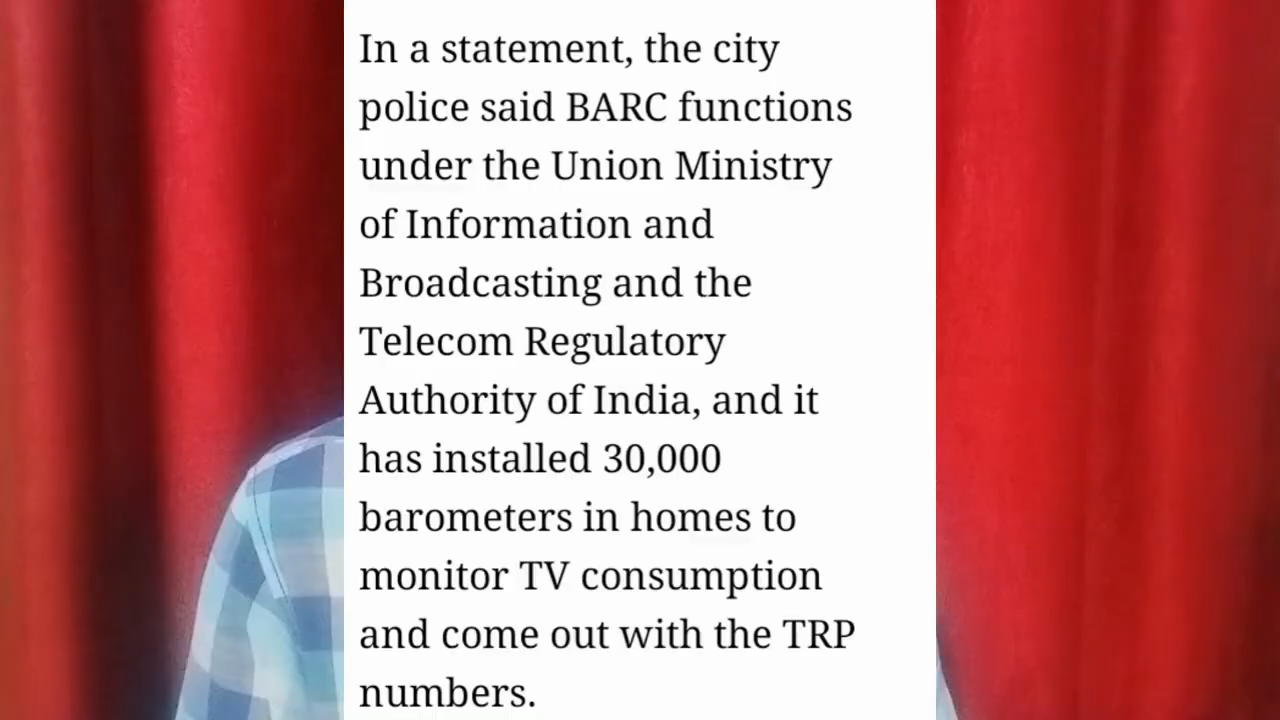 In a statement, the city
police said BARC functions
under the Union Ministry
of Information and
Broadcasting and the
Telecom Regulatory
Authority of India, and it
has installed 30,000
barometers in homes to
monitor TV consumption
and come out with the TRP
numbers.